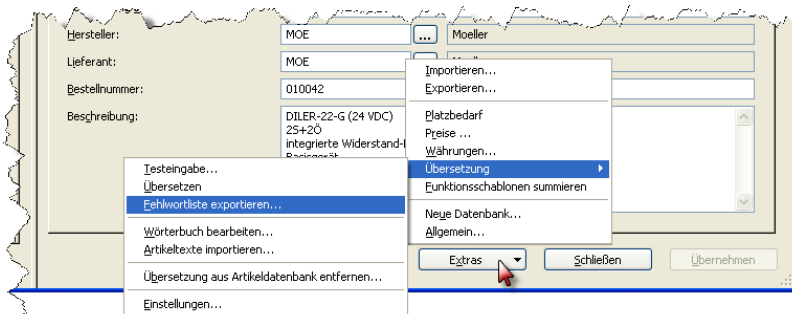 Hersteller: MOE ... Moeller
Lieferant: MOE
Bestellnummer: 010042
Beschreibung: DILER-22-G (24 VDC)
2S+2Ö
integrierte Widerstand-
Basisgerät
Importieren...
Exportieren...
Platzbedarf
Preise ...
Währungen...
Übersetzung
Funktionsschablonen summieren
Neue Datenbank...
Allgemein...
Testeingabe...
Übersetzen
Fehlwortliste exportieren...
Wörterbuch bearbeiten...
Artikeltexte importieren...
Übersetzung aus Artikeldatenbank entfernen...
Einstellungen...
Extras Schließen Übernehmen